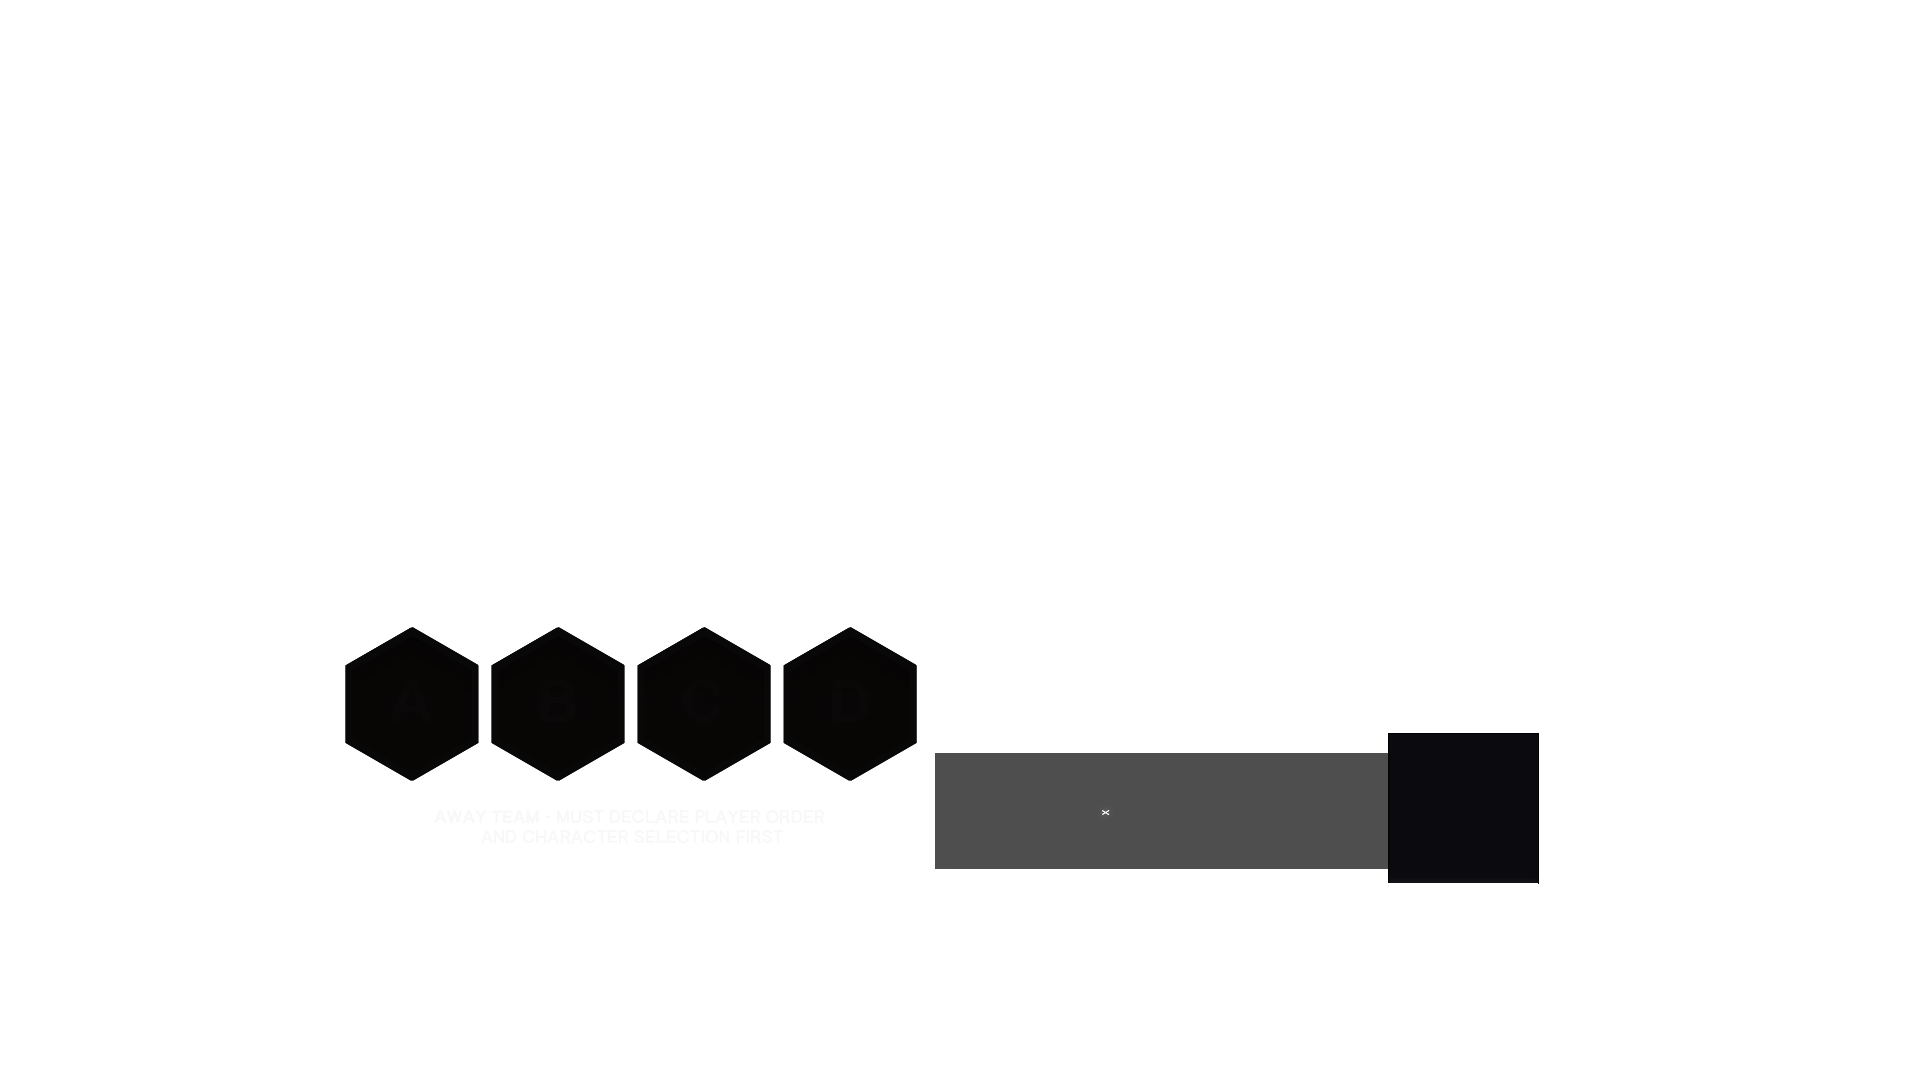 A
B
C
D
AWAY TEAM - MUST DECLARE PLAYER ORDER
AND CHARACTER SELECTION FIRST